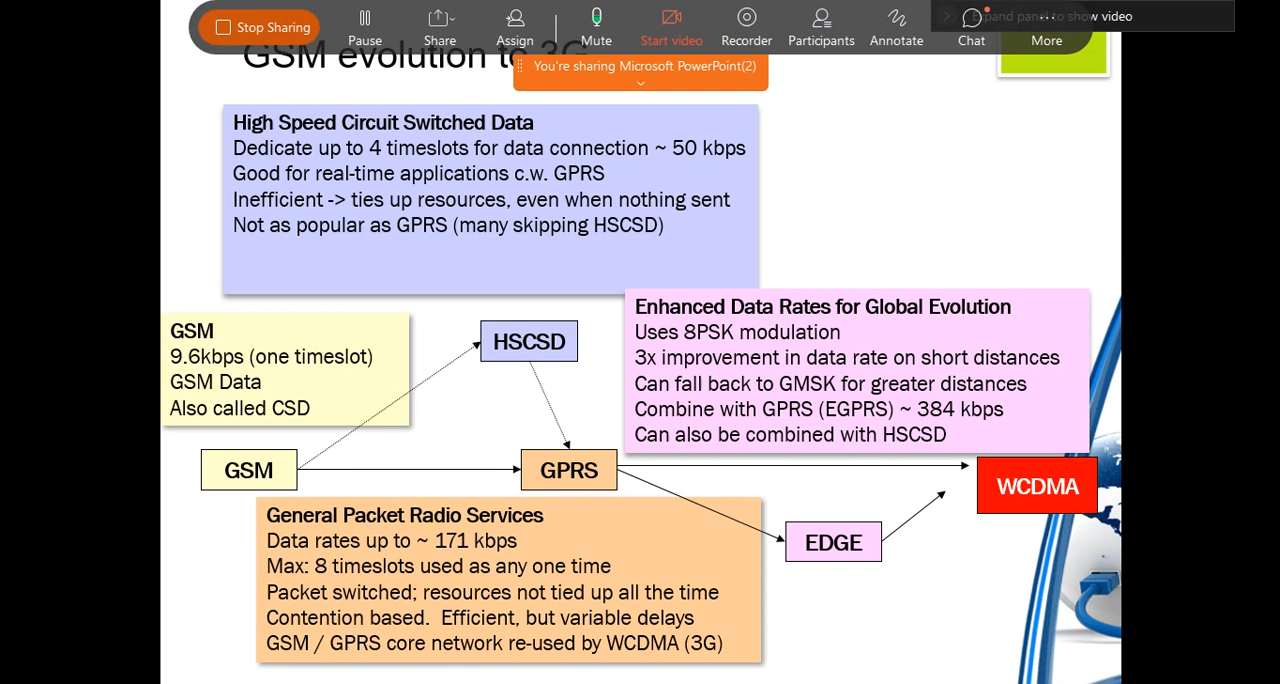 Stop Sharing
Pause
Share
Assign
Mute
Start video
Recorder
Participants
Annotate
Chat
More
Expand panel to show video
You're sharing Microsoft PowerPoint(2)
GSM evolution to 3G
High Speed Circuit Switched Data
Dedicate up to 4 timeslots for data connection ~ 50 kbps
Good for real-time applications c.w. GPRS
Inefficient -> ties up resources, even when nothing sent
Not as popular as GPRS (many skipping HSCSD)
GSM
9.6kbps (one timeslot)
GSM Data
Also called CSD
HSCSD
Enhanced Data Rates for Global Evolution
Uses 8PSK modulation
3x improvement in data rate on short distances
Can fall back to GMSK for greater distances
Combine with GPRS (EGPRS) ~ 384 kbps
Can also be combined with HSCSD
GSM
GPRS
WCDMA
EDGE
General Packet Radio Services
Data rates up to ~ 171 kbps
Max: 8 timeslots used as any one time
Packet switched; resources not tied up all the time
Contention based. Efficient, but variable delays
GSM / GPRS core network re-used by WCDMA (3G)